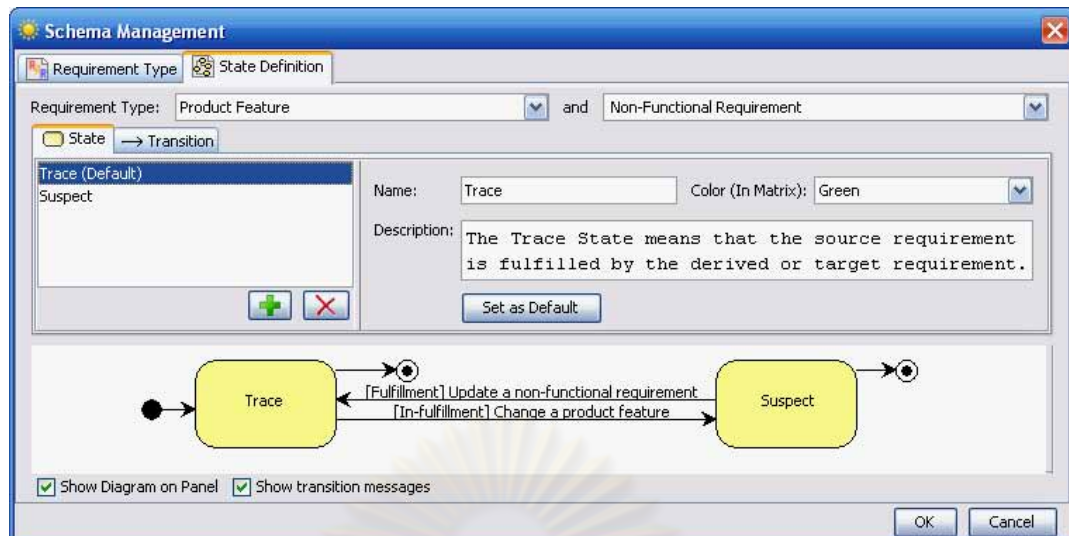 Schema Management
Requirement Type
State Definition
Requirement Type: Product Feature and Non-Functional Requirement
State
Transition
Trace (Default)
Suspect
Name: Trace Color (In Matrix): Green
Description: The Trace State means that the source requirement
is fulfilled by the derived or target requirement.
Set as Default
[Fulfillment] Update a non-functional requirement
Trace
Suspect
[In-fulfillment] Change a product feature
Show Diagram on Panel Show transition messages
OK Cancel